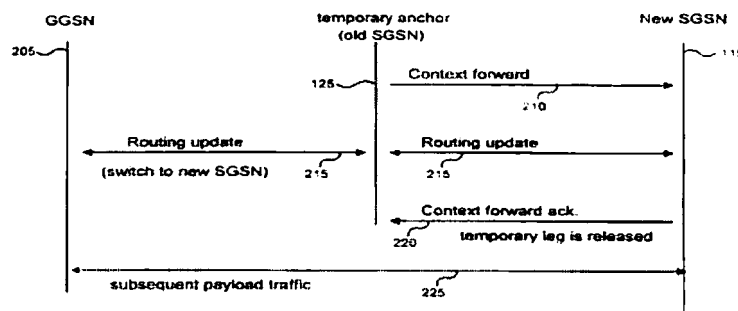 GGSN
temporary anchor
(old SGSN)
New SGSN
205
125
115
Context forward
210
Routing update
Routing update
(switch to new SGSN)
215
215
Context forward ack.
220
temporary leg is released
subsequent payload traffic
225